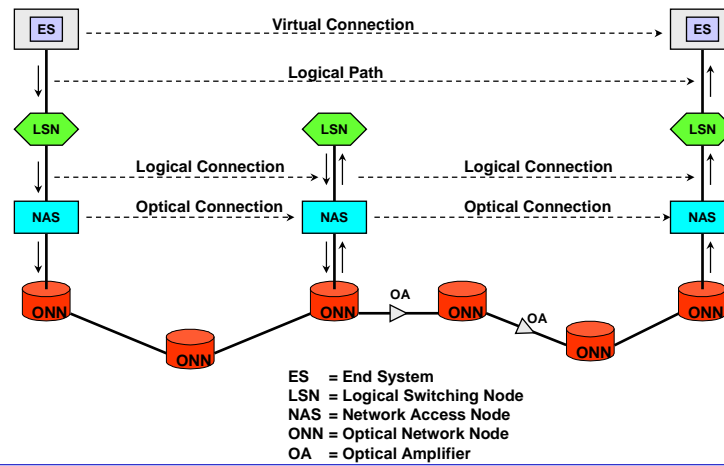 ES Virtual Connection ES
Logical Path
LSN LSN LSN
Logical Connection Logical Connection
Optical Connection Optical Connection
NAS NAS NAS
OA
ONN ONN ONN OA ONN
ONN ONN
ES = End System
LSN = Logical Switching Node
NAS = Network Access Node
ONN = Optical Network Node
OA = Optical Amplifier